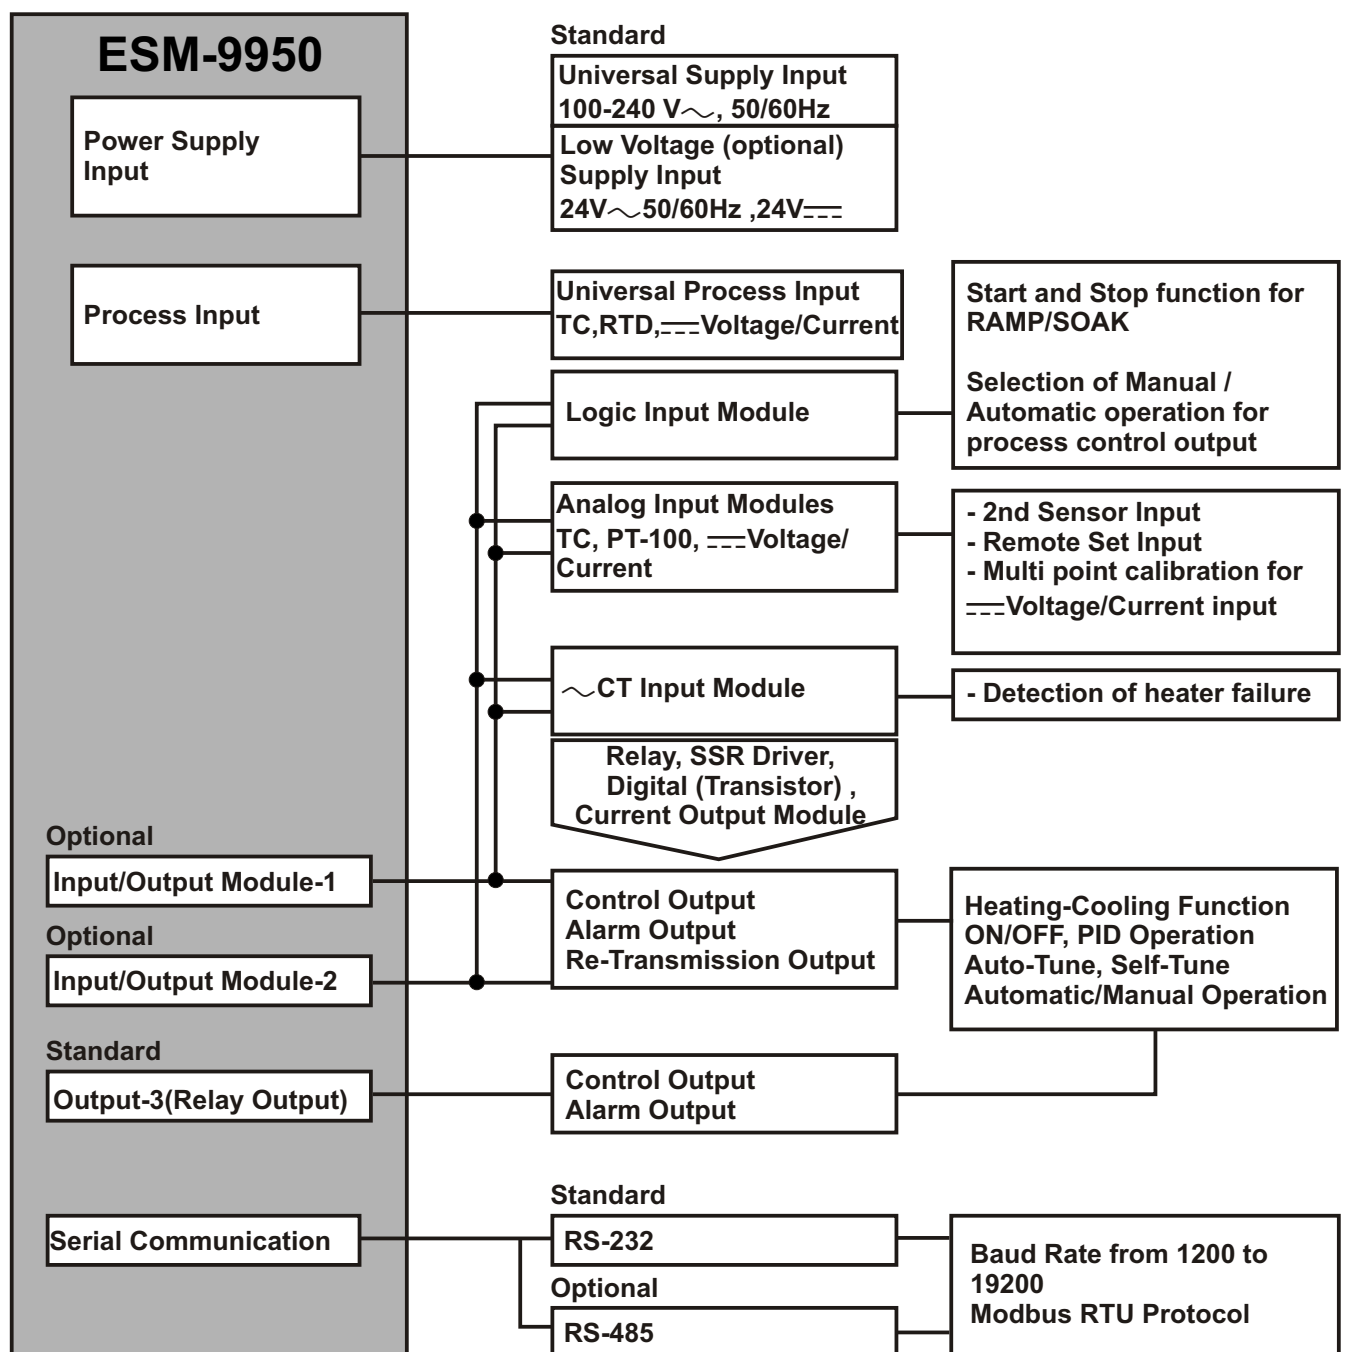 ESM-9950
Power Supply
Input
Standard
Universal Supply Input
100-240 V⏦, 50/60Hz
Low Voltage (optional)
Supply Input
24V⏦50/60Hz ,24V⎓
Process Input
Universal Process Input
TC,RTD,⎓Voltage/Current
Logic Input Module
Start and Stop function for
RAMP/SOAK
Selection of Manual /
Automatic operation for
process control output
Analog Input Modules
TC, PT-100, ⎓Voltage/
Current
- 2nd Sensor Input
- Remote Set Input
- Multi point calibration for
⎓Voltage/Current input
⏦CT Input Module
- Detection of heater failure
Relay, SSR Driver,
Digital (Transistor) ,
Current Output Module
Optional
Input/Output Module-1
Optional
Input/Output Module-2
Control Output
Alarm Output
Re-Transmission Output
Heating-Cooling Function
ON/OFF, PID Operation
Auto-Tune, Self-Tune
Automatic/Manual Operation
Standard
Output-3(Relay Output)
Control Output
Alarm Output
Serial Communication
Standard
RS-232
Optional
RS-485
Baud Rate from 1200 to
19200
Modbus RTU Protocol